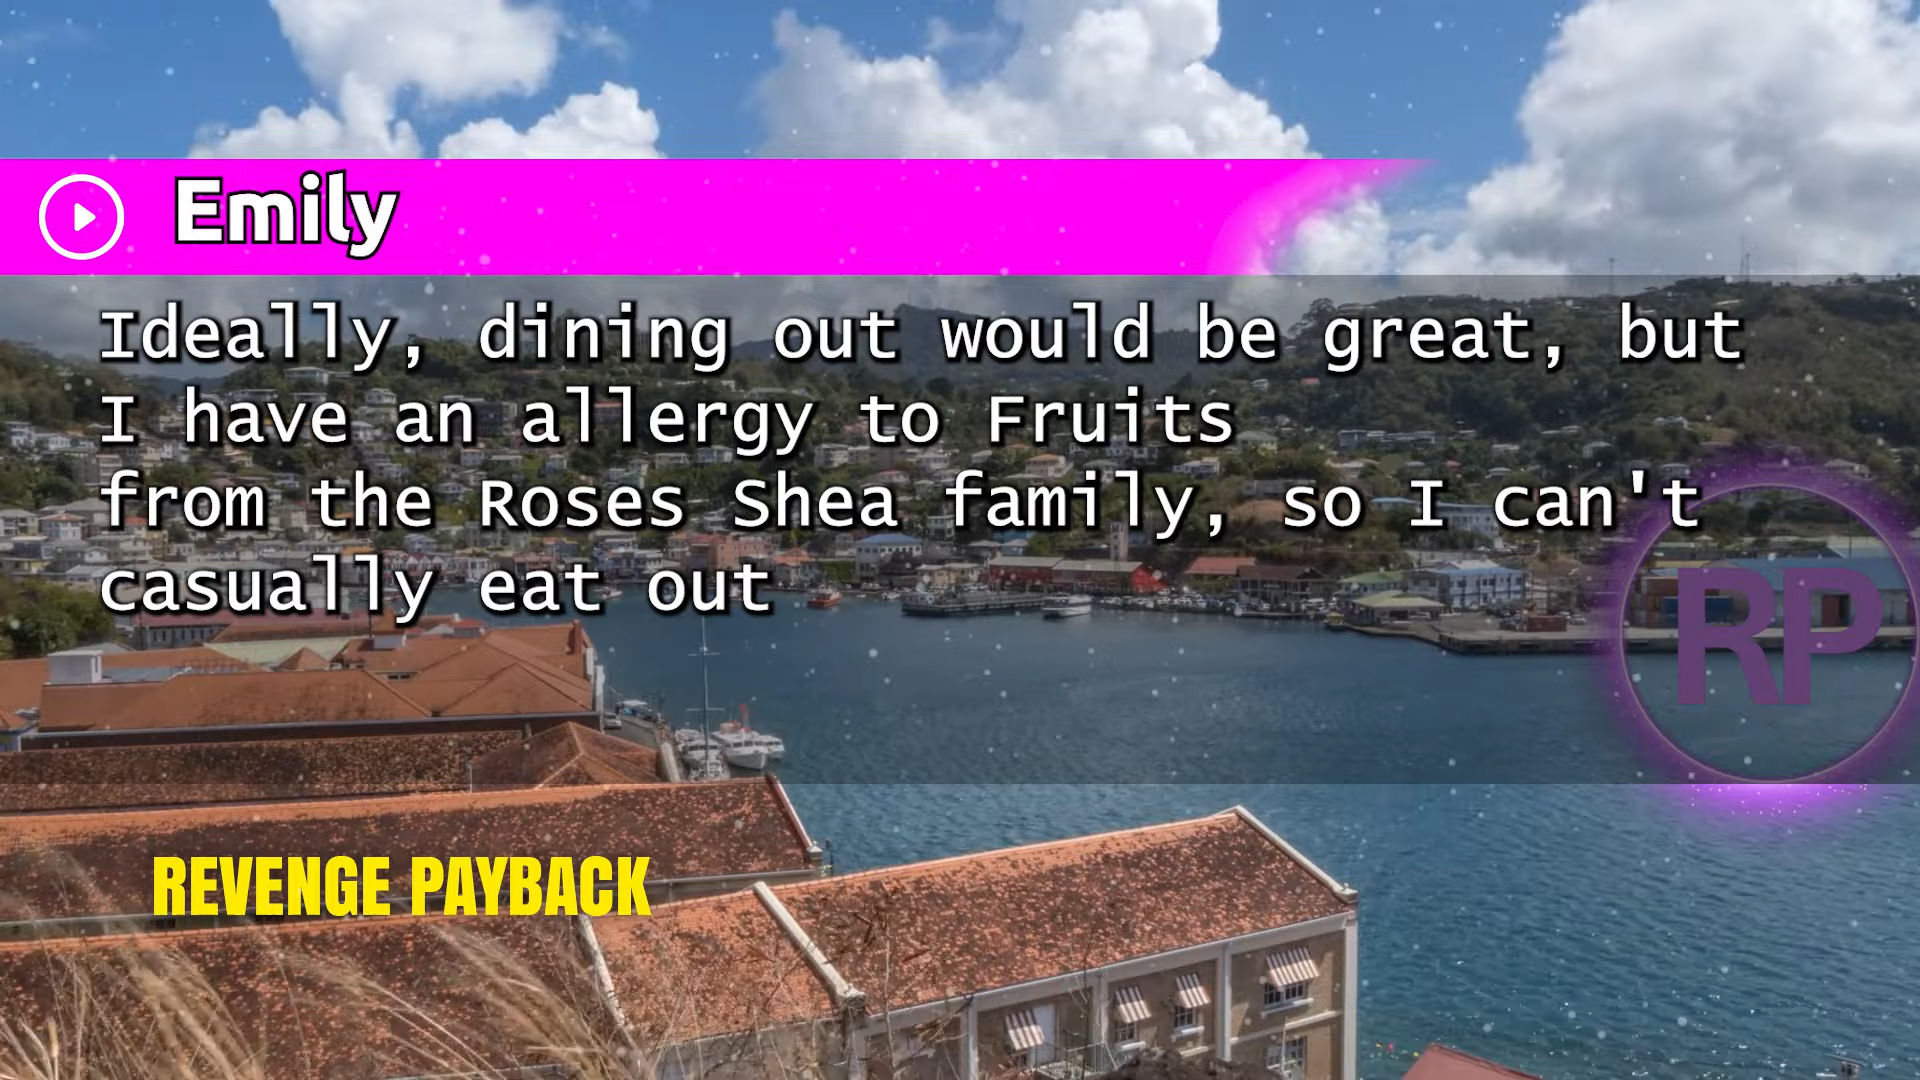 Emily
Ideally, dining out would be great, but
I have an allergy to Fruits
from the Roses Shea family, so I can't
casually eat out
RP
REVENGE PAYBACK